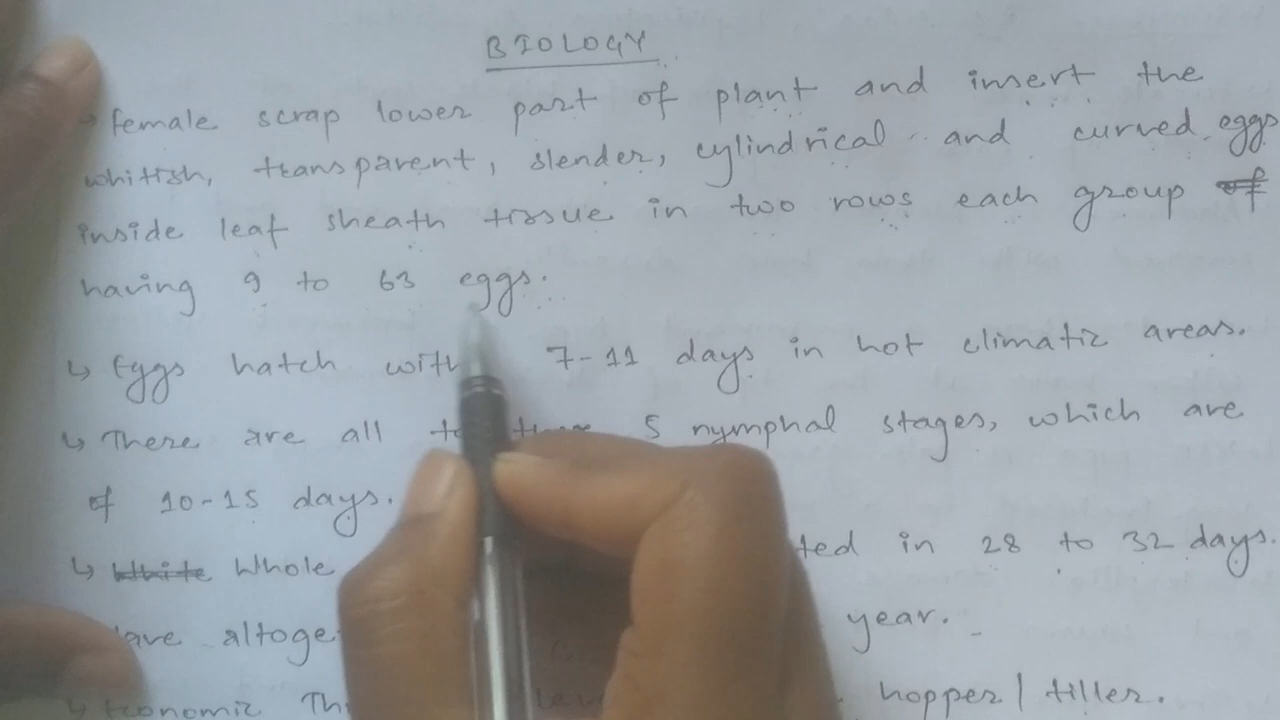 BIOLOGY
female scrap lower part of plant and insert the
whitish, transparent, slender, cylindrical and curved eggs
inside leaf sheath tissue in two rows each group of
having 9 to 63 eggs.
↳ Eggs hatch with 7-11 days in hot climatic areas.
↳ There are all 5 nymphal stages, which are
of 10-15 days.
↳ White Whole in 28 to 32 days.
year.
↳ Economic hopper/tiller.